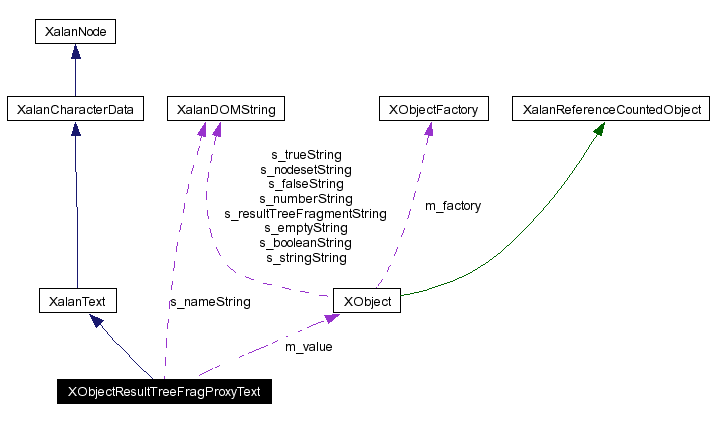 XalanNode
XalanCharacterData
XalanDOMString
XObjectFactory
XalanReferenceCountedObject
s_trueString
s_nodesetString
s_falseString
s_numberString
s_resultTreeFragmentString
s_emptyString
s_booleanString
s_stringString
m_factory
XalanText
s_nameString
XObject
m_value
XObjectResultTreeFragProxyText